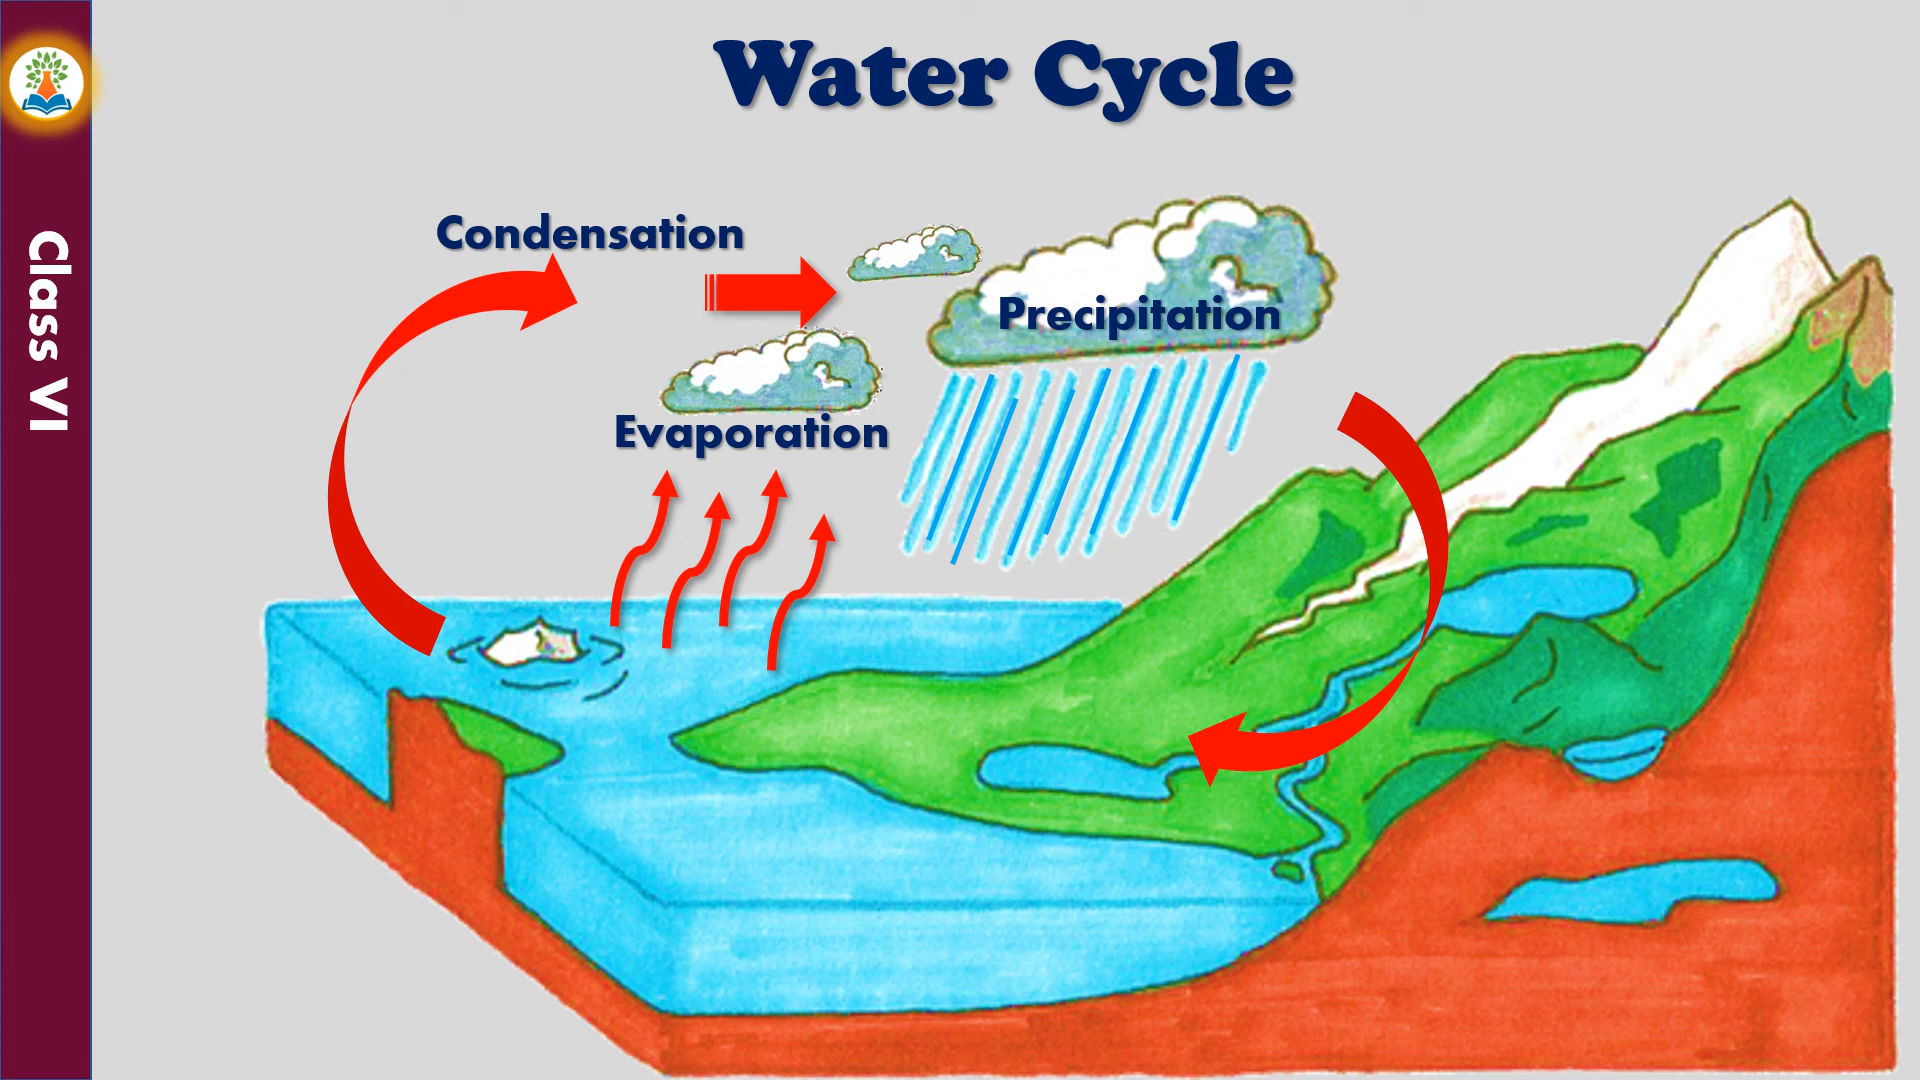 Water Cycle
Class VI
Condensation
Precipitation
Evaporation